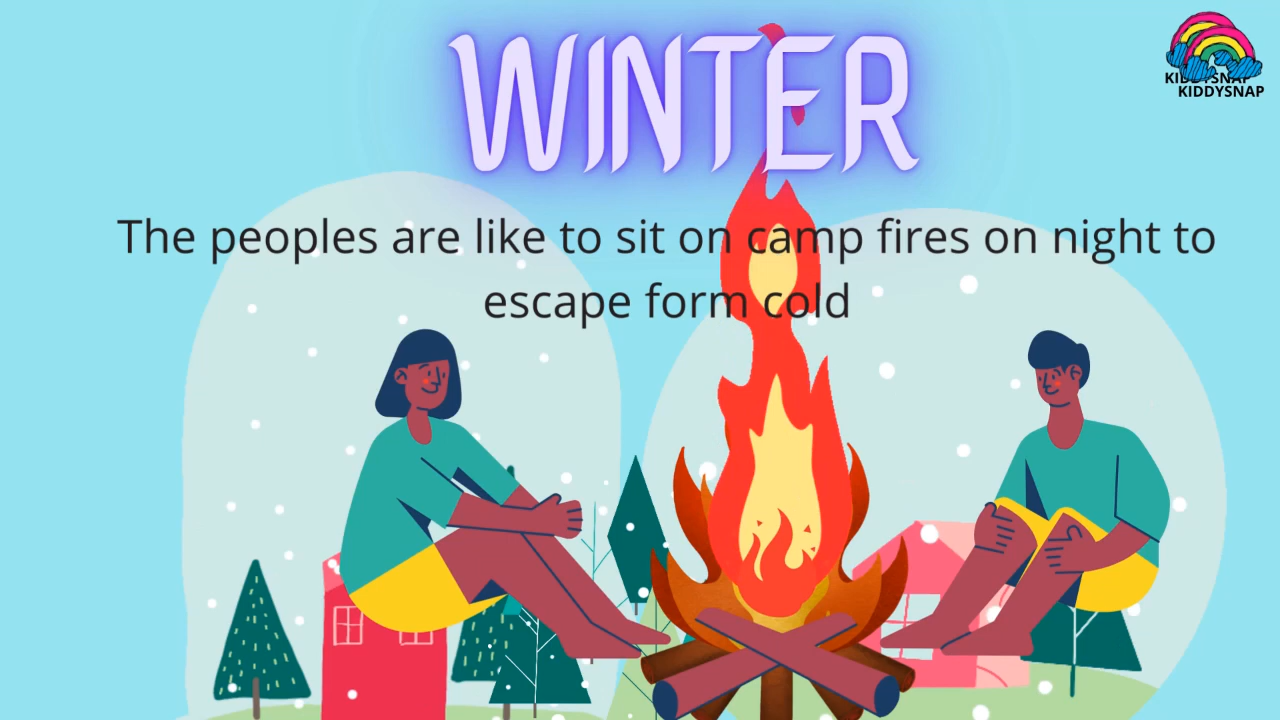 WINTER
KIDDYSNAP
KIDDYSNAP
The peoples are like to sit on camp fires on night to
escape form cold